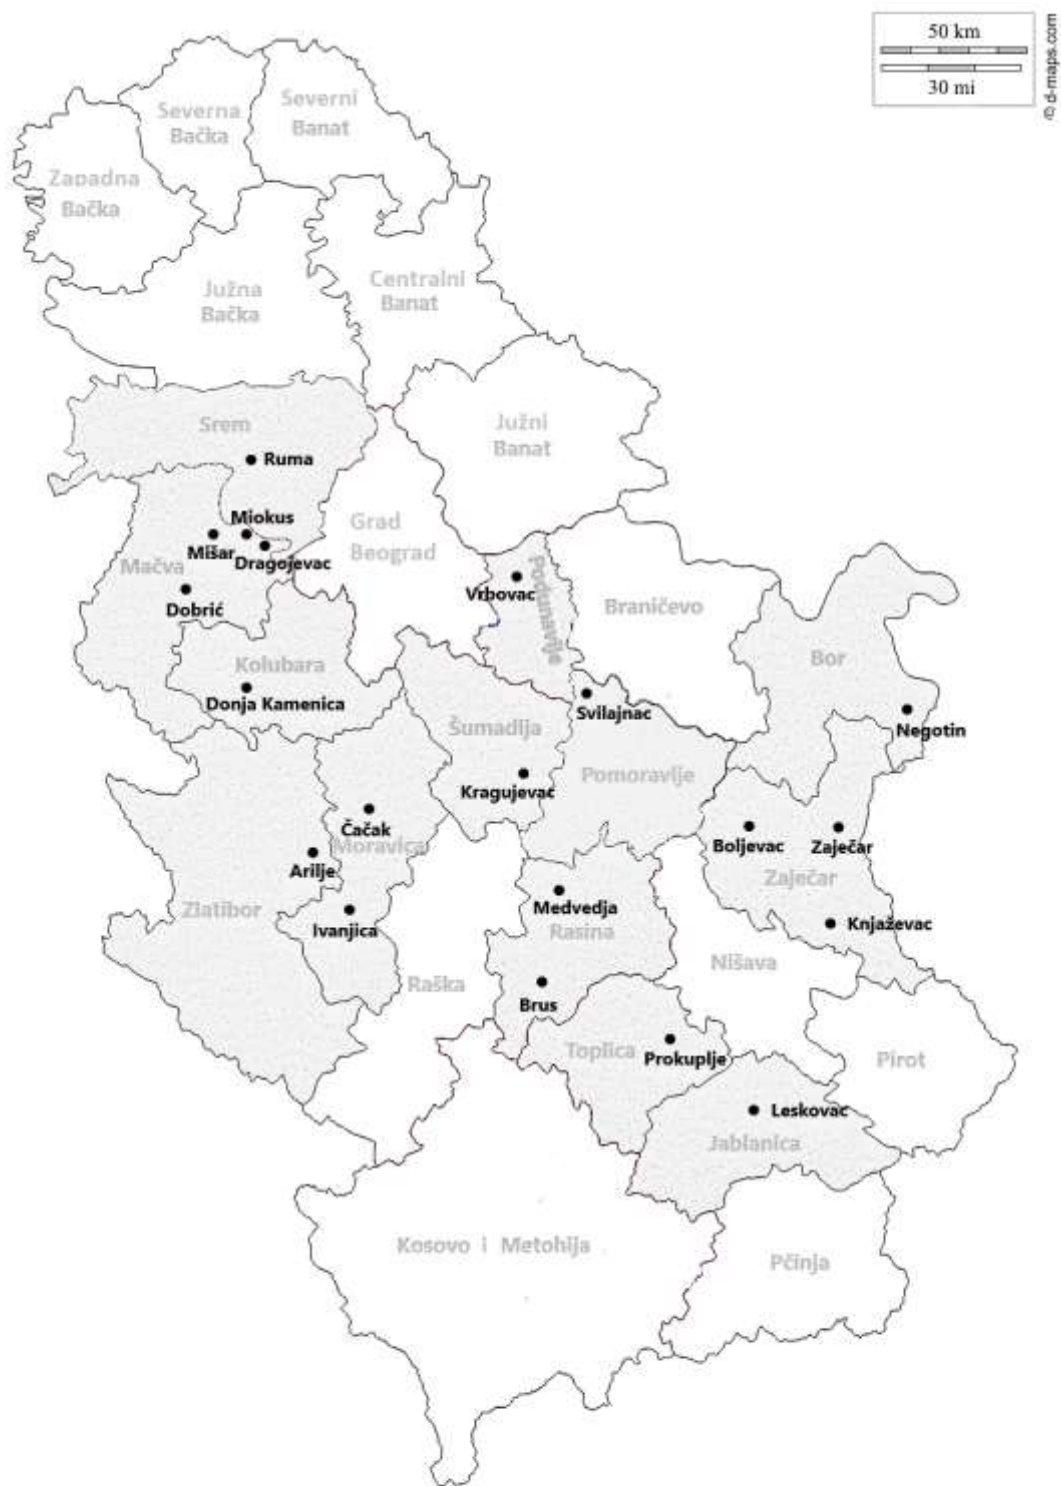 50 km
30 mi
© d-maps.com
Severna
Bačka
Severni
Banat
Zapadna
Bačka
Južna
Bačka
Centralni
Banat
Srem
Južni
Banat
Ruma
Grad
Beograd
Miokus
Mišar
Dragojevac
Mačva
Dobrić
Vrbovac
Podunavlje
Braničevo
Kolubara
Donja Kamenica
Bor
Svilajnac
Negotin
Šumadija
Kragujevac
Pomoravlje
Čačak
Moravica
Arilje
Boljevac
Zaječar
Zaječar
Zlatibor
Ivanjica
Medvedja
Rasina
Knjaževac
Nišava
Raška
Brus
Toplica
Prokuplje
Pirot
Leskovac
Jablanica
Kosovo i Metohija
Pčinja